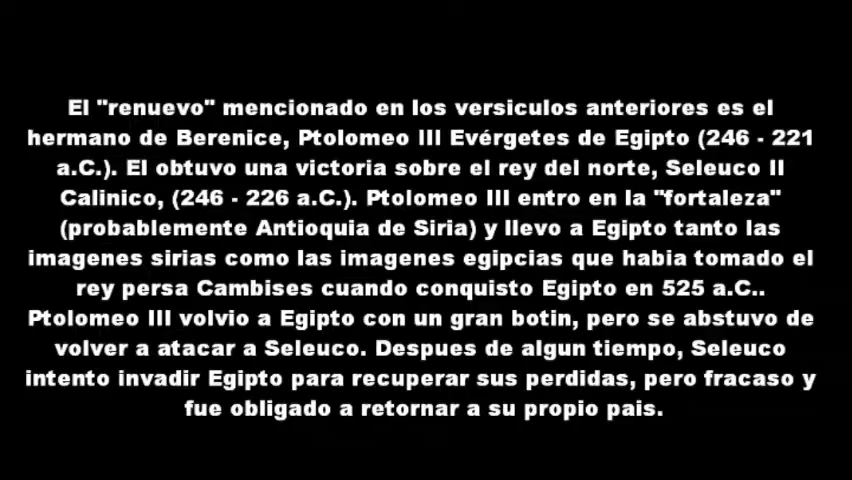 El "renuevo" mencionado en los versiculos anteriores es el
hermano de Berenice, Ptolomeo III Evérgetes de Egipto (246 - 221
a.C.). El obtuvo una victoria sobre el rey del norte, Seleuco II
Calinico, (246 - 226 a.C.). Ptolomeo III entro en la "fortaleza"
(probablemente Antioquia de Siria) y llevo a Egipto tanto las
imagenes sirias como las imagenes egipcias que habia tomado el
rey persa Cambises cuando conquisto Egipto en 525 a.C..
Ptolomeo III volvio a Egipto con un gran botin, pero se abstuvo de
volver a atacar a Seleuco. Despues de algun tiempo, Seleuco
intento invadir Egipto para recuperar sus perdidas, pero fracaso y
fue obligado a retornar a su propio pais.